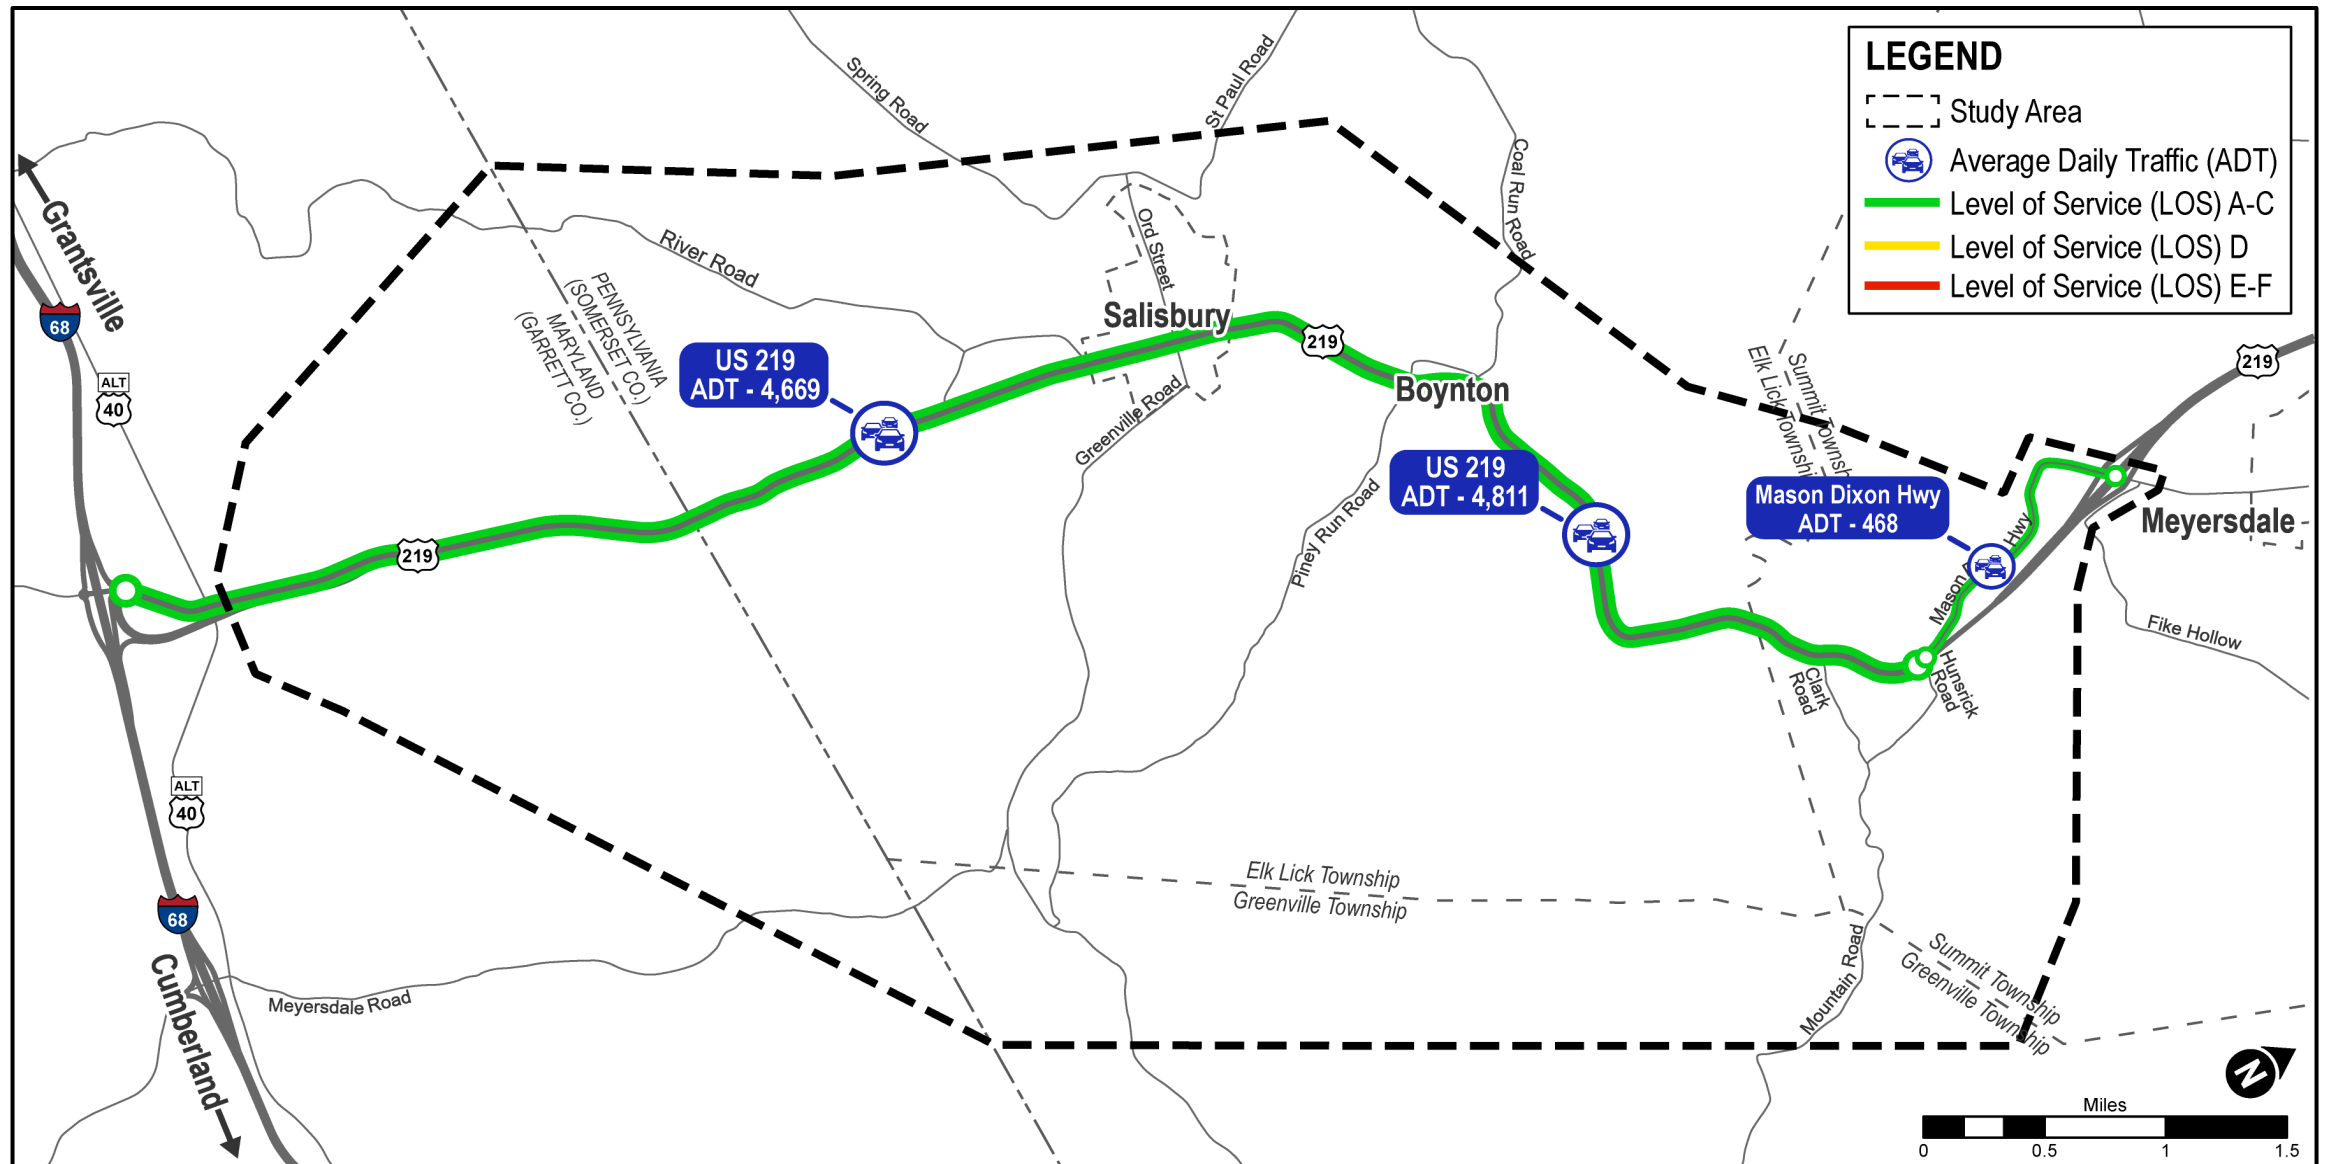 LEGEND
Study Area
Average Daily Traffic (ADT)
Level of Service (LOS) A-C
Level of Service (LOS) D
Level of Service (LOS) E-F
Spring Road
St Paul Road
Coal Run Road
Ord Street
Grantsville
River Road
68
ALT
40
PENNSYLVANIA
(SOMERSET CO.)
MARYLAND
(GARRETT CO.)
Salisbury
219
US 219
ADT - 4,669
Boynton
Greenville Road
Summit Township
Elk Lick Township
219
US 219
ADT - 4,811
Piney Run Road
Mason Dixon Hwy
ADT - 468
Meyersdale
219
Mason
Hwy
Fike Hollow
Clark
Road
Hunsrick
Road
ALT
40
68
Elk Lick Township
Greenville Township
Summit Township
Greenville Township
Mountain Road
Cumberland
Meyersdale Road
N
Miles
0
0.5
1
1.5